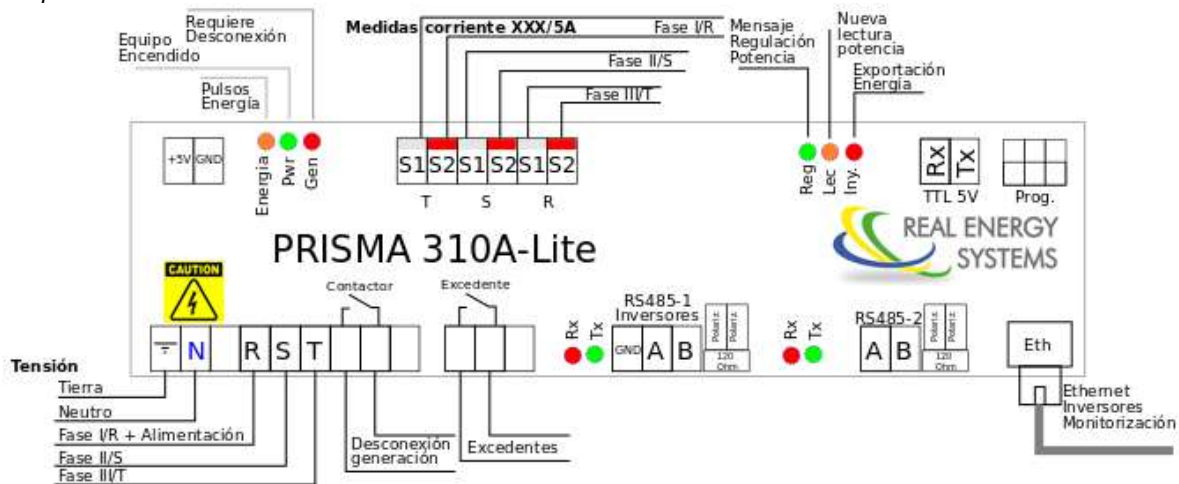 Requiere
Desconexión
Equipo
Encendido
Pulsos
Energía
Medidas corriente XXX/5A
Fase I/R
Fase II/S
Fase III/T
Mensaje
Regulación
Potencia
Nueva
lectura
potencia
Exportación
Energia
+5V GND
Energia
Pwr
Gen
S1 S2 S1 S2 S1 S2
T S R
Reg
Lec
Iny.
Rx
Tx
TTL 5V
Prog.
PRISMA 310A-Lite
REAL ENERGY
SYSTEMS
CAUTION
Contactor
Excedente
RS485-1
Inversores
Rx
Tx
GND A B
Polariz.
Polariz.
120
Ohm
Rx
Tx
RS485-2
A B
Polariz.
Polariz.
120
Ohm
Eth
N R S T
Tensión
Tierra
Neutro
Fase I/R + Alimentación
Fase II/S
Fase III/T
Desconexión
generación
Excedentes
Ethernet
Inversores
Monitorización